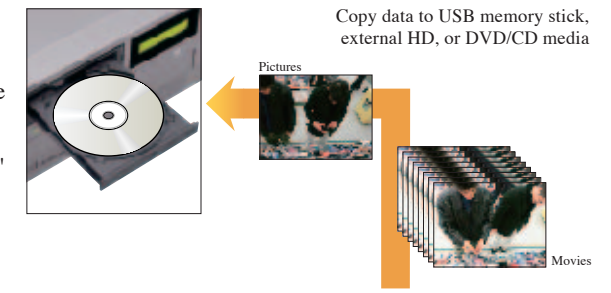 Copy data to USB memory stick,
external HD, or DVD/CD media
Pictures
e
"
Movies